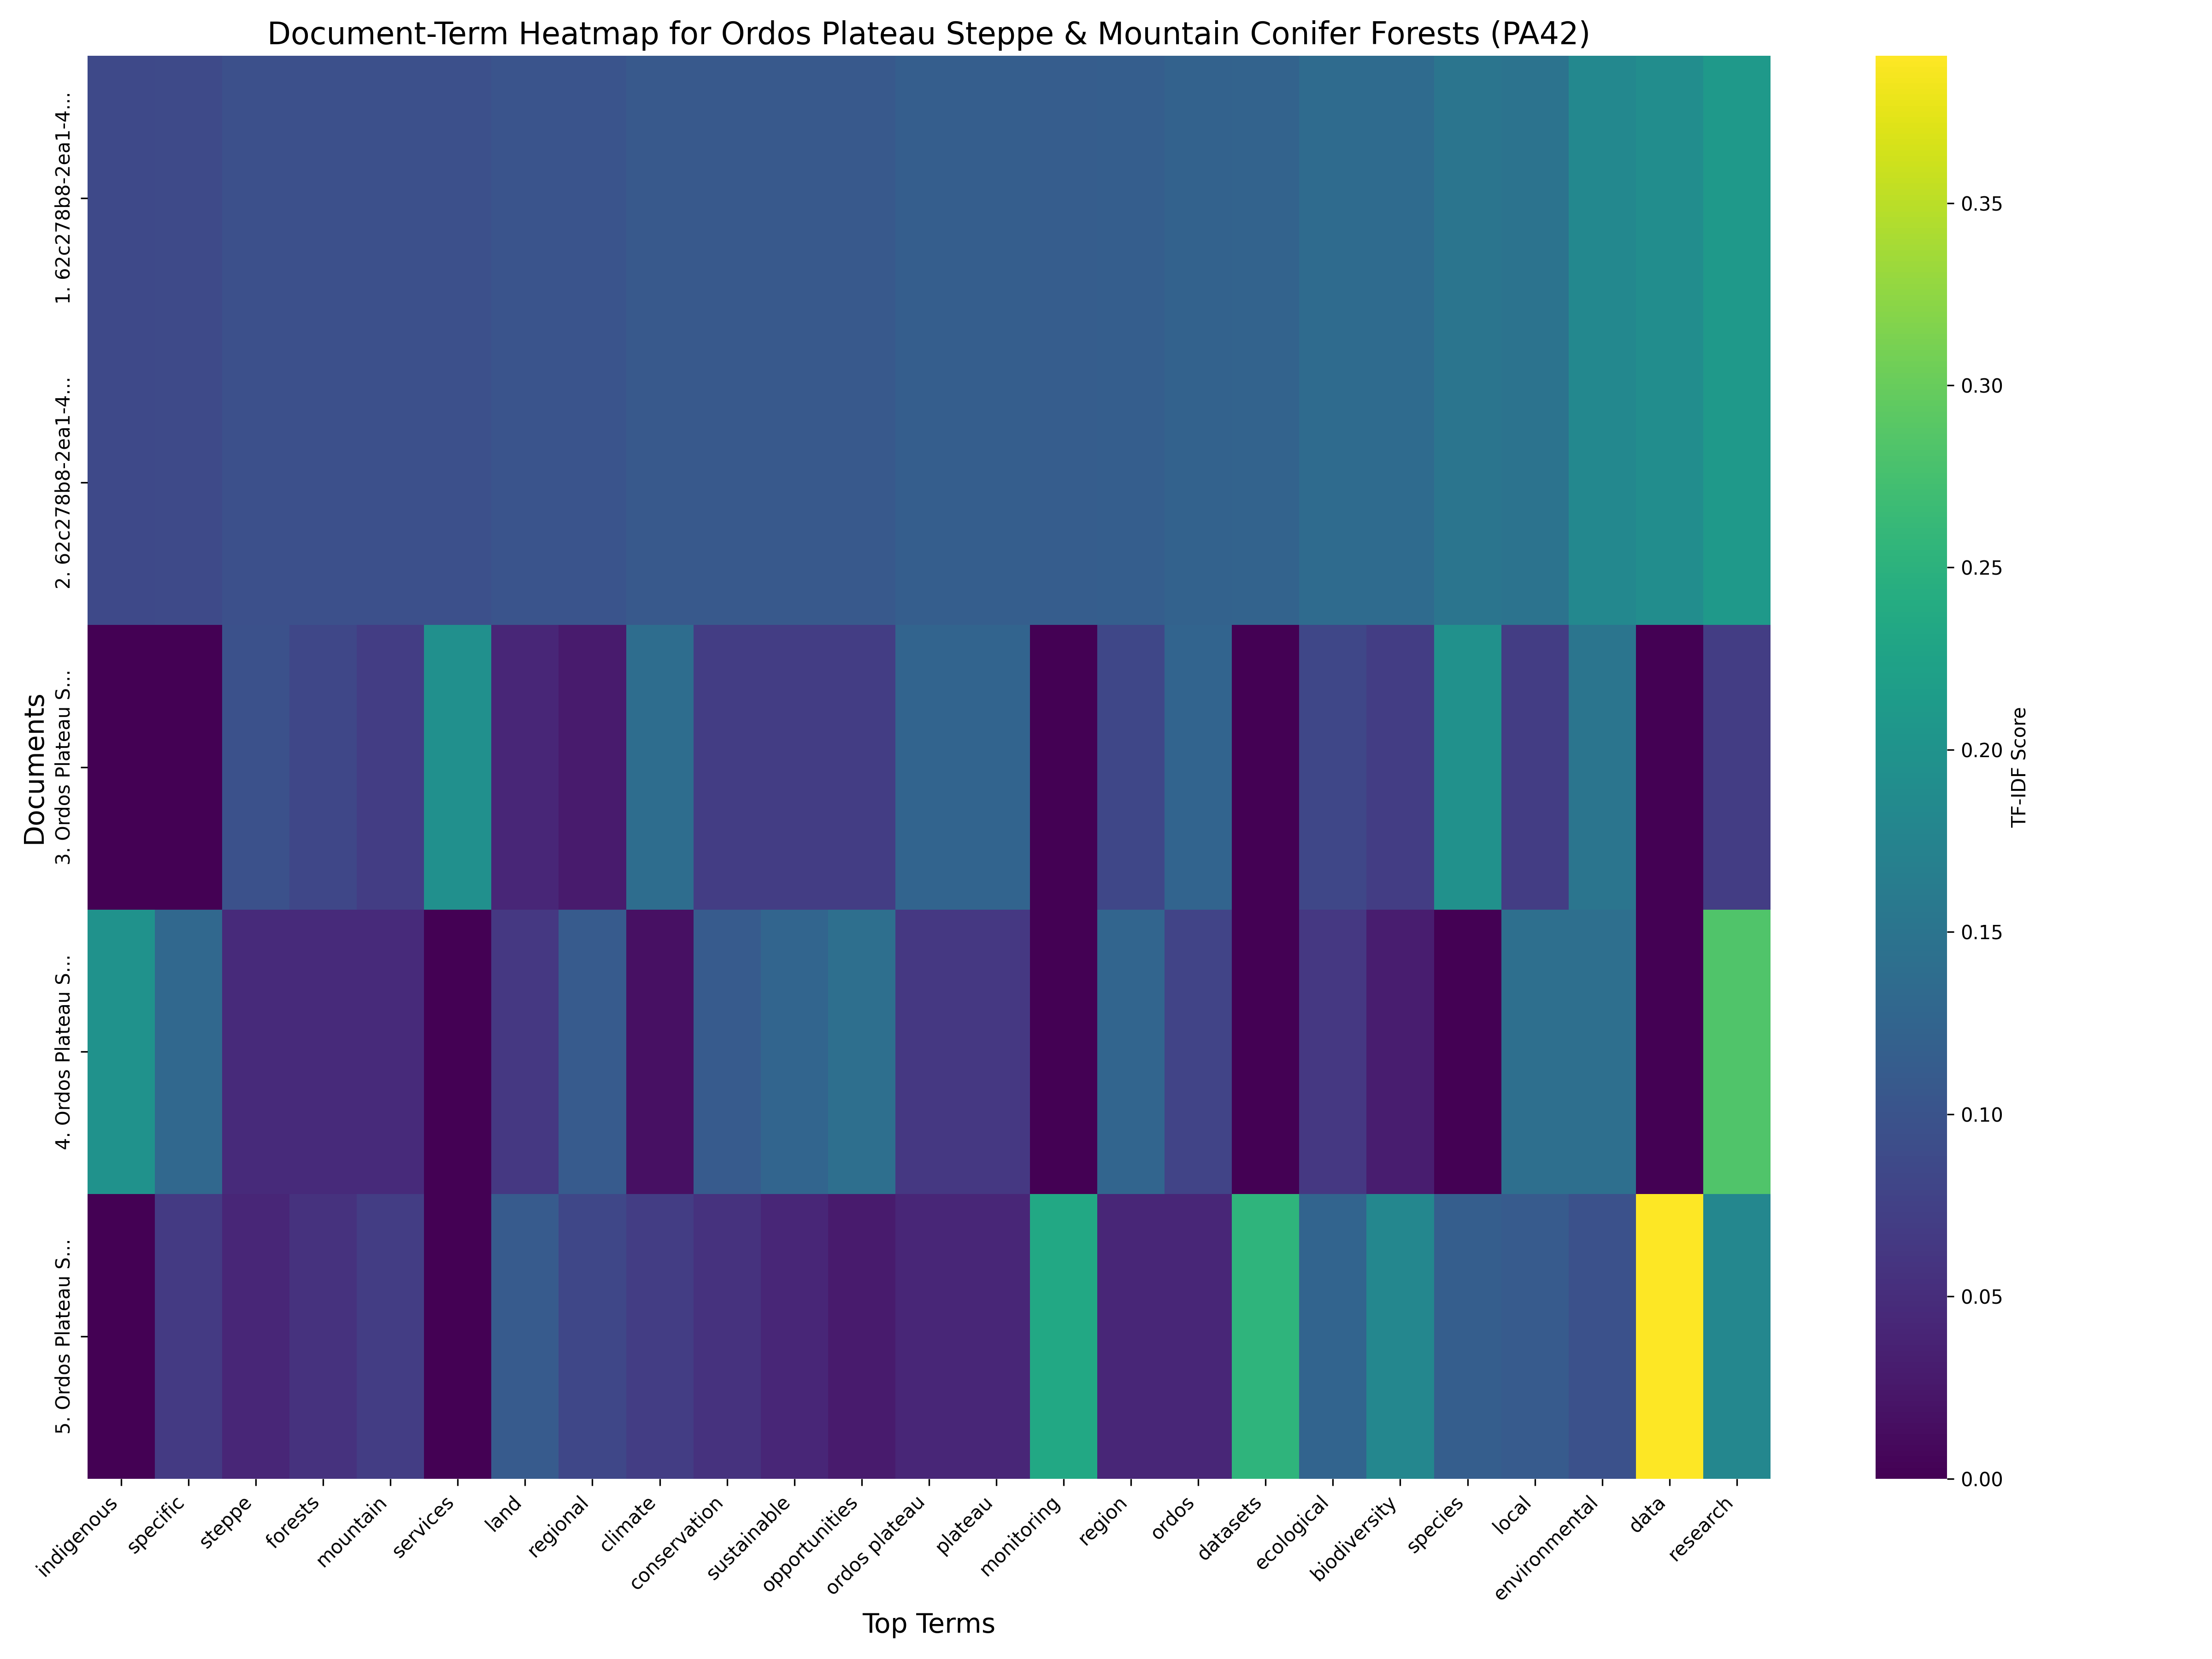 Document-Term Heatmap for Ordos Plateau Steppe & Mountain Conifer Forests (PA42)
Documents
1. 62c278b8-2ea1-4...
2. 62c278b8-2ea1-4...
3. Ordos Plateau S...
4. Ordos Plateau S...
5. Ordos Plateau S...
indigenous
specific
steppe
forests
mountain
services
land
regional
climate
conservation
sustainable
opportunities
ordos plateau
plateau
monitoring
region
ordos
datasets
ecological
biodiversity
species
local
environmental
data
research
Top Terms
0.35
0.30
0.25
0.20
0.15
0.10
0.05
0.00
TF-IDF Score